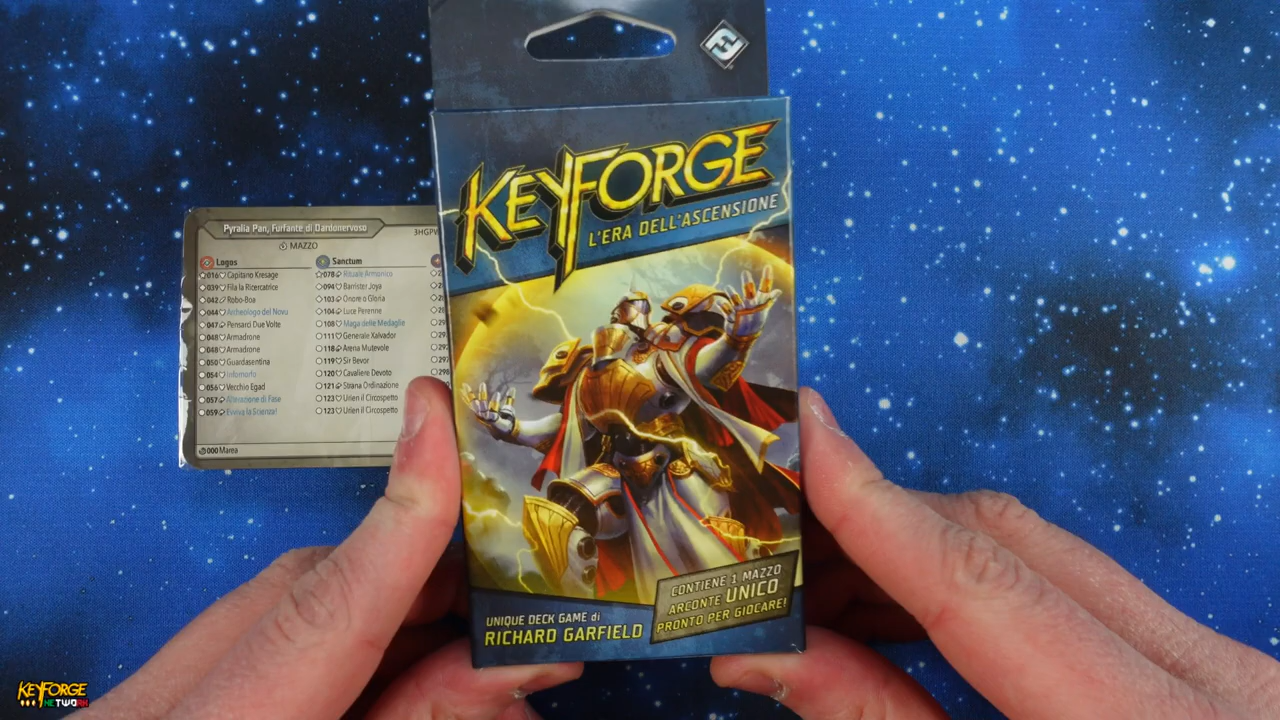 KEYFORGE
L'ERA DELL'ASCENSIONE
Pyralia Pan, Furfante di Dardonervoso
3HGPV
MAZZO
Logos
016 Capitano Kresage
039 Fila la Ricercatrice
042 Robo-Boa
044 Archeologo del Novu
047 Pensarci Due Volte
048 Armadrone
048 Armadrone
050 Guardasentina
054 Infomorfo
056 Vecchio Egad
057 Alterazione di Fase
059 Evviva la Scienza!
000 Marea
Sanctum
078 Rituale Armonico
094 Barrister Joya
103 Onore o Gloria
104 Luce Perenne
108 Maga delle Medaglie
111 Generale Xalvador
118 Arena Mutevole
119 Sir Bevor
120 Cavaliere Devoto
121 Strana Ordinazione
123 Urien il Circospetto
123 Urien il Circospetto
CONTIENE 1 MAZZO
ARCONTE UNICO
PRONTO PER GIOCARE!
UNIQUE DECK GAME di
RICHARD GARFIELD
KEYFORGE
NETWORK